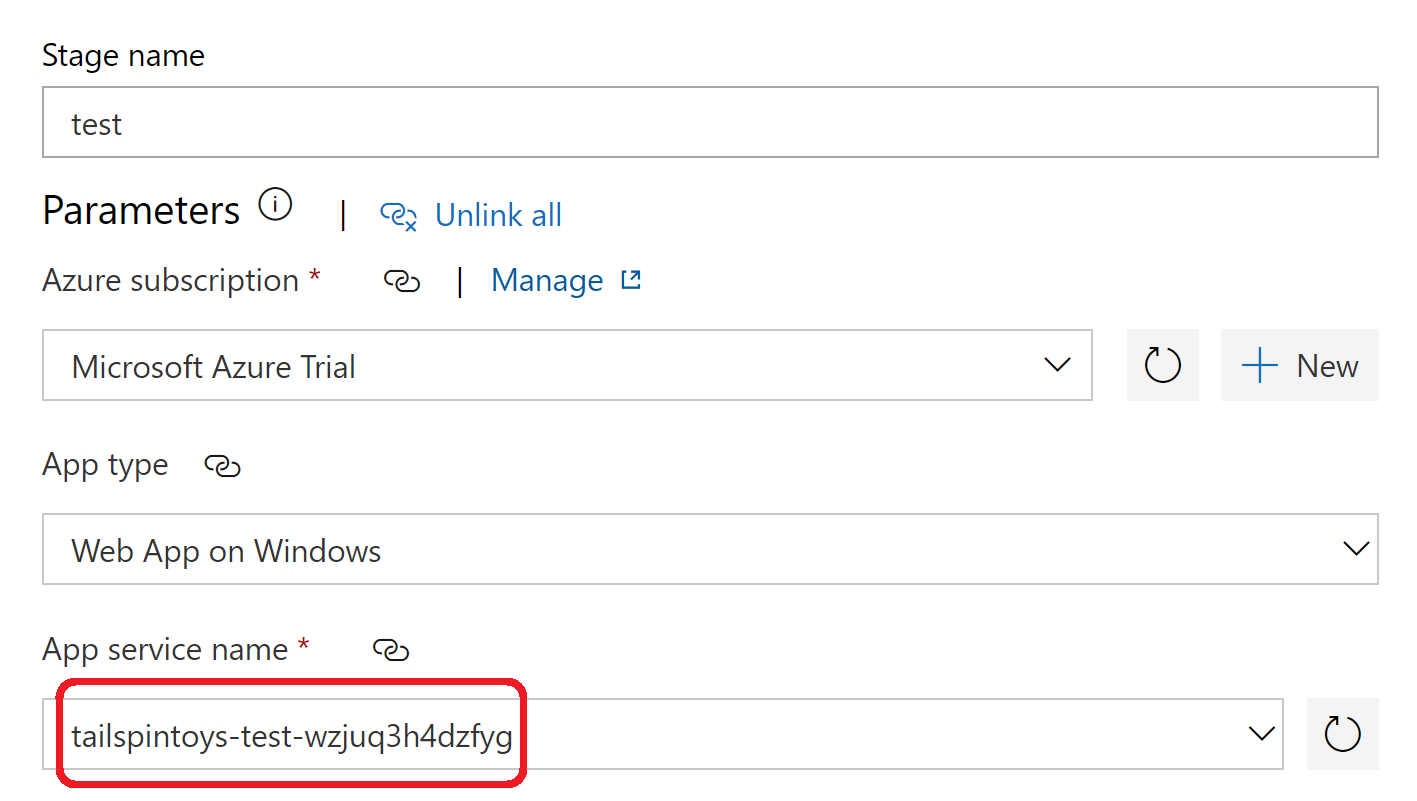 Stage name
test
Parameters | Unlink all
Azure subscription * | Manage
Microsoft Azure Trial
New
App type
Web App on Windows
App service name *
tailspintoys-test-wzjuq3h4dzfyg